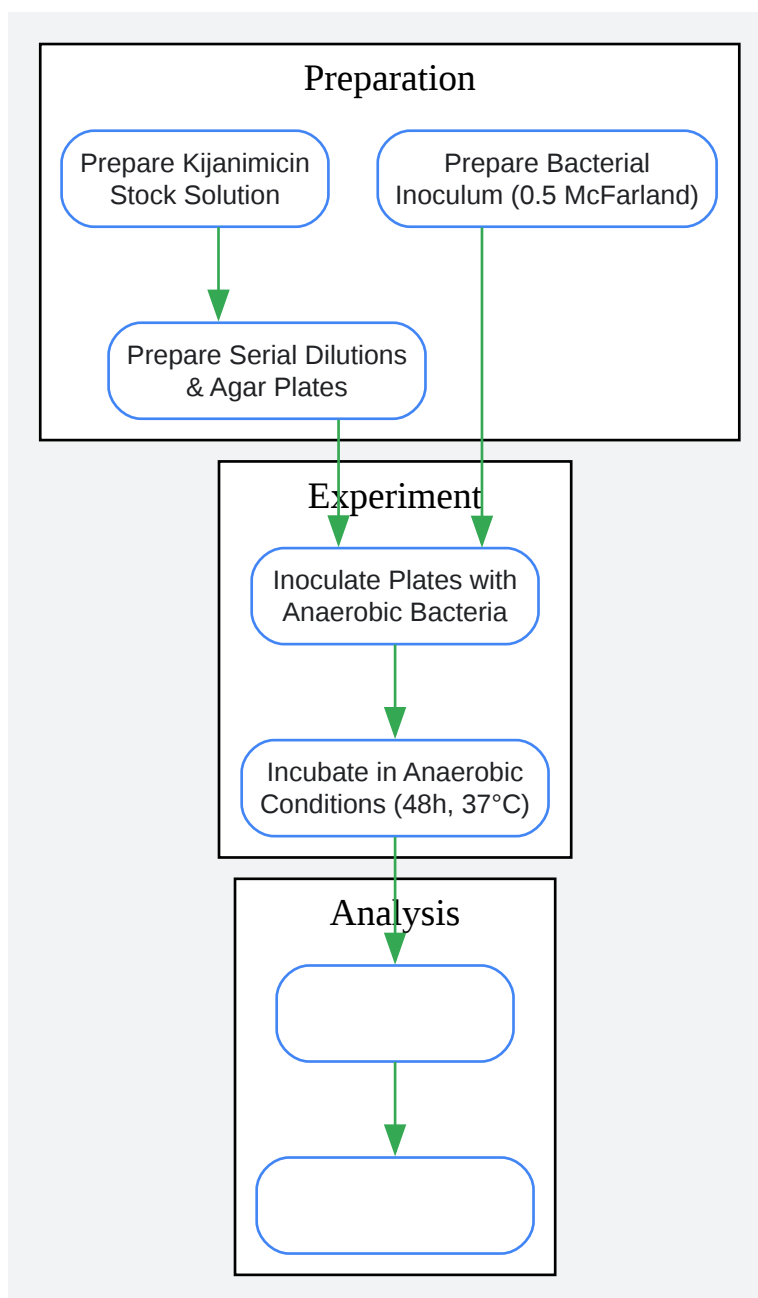 Preparation
Prepare Kijanimicin
Stock Solution
Prepare Bacterial
Inoculum (0.5 McFarland)
Prepare Serial Dilutions
& Agar Plates
Experiment
Inoculate Plates with
Anaerobic Bacteria
Incubate in Anaerobic
Conditions (48h, 37°C)
Analysis